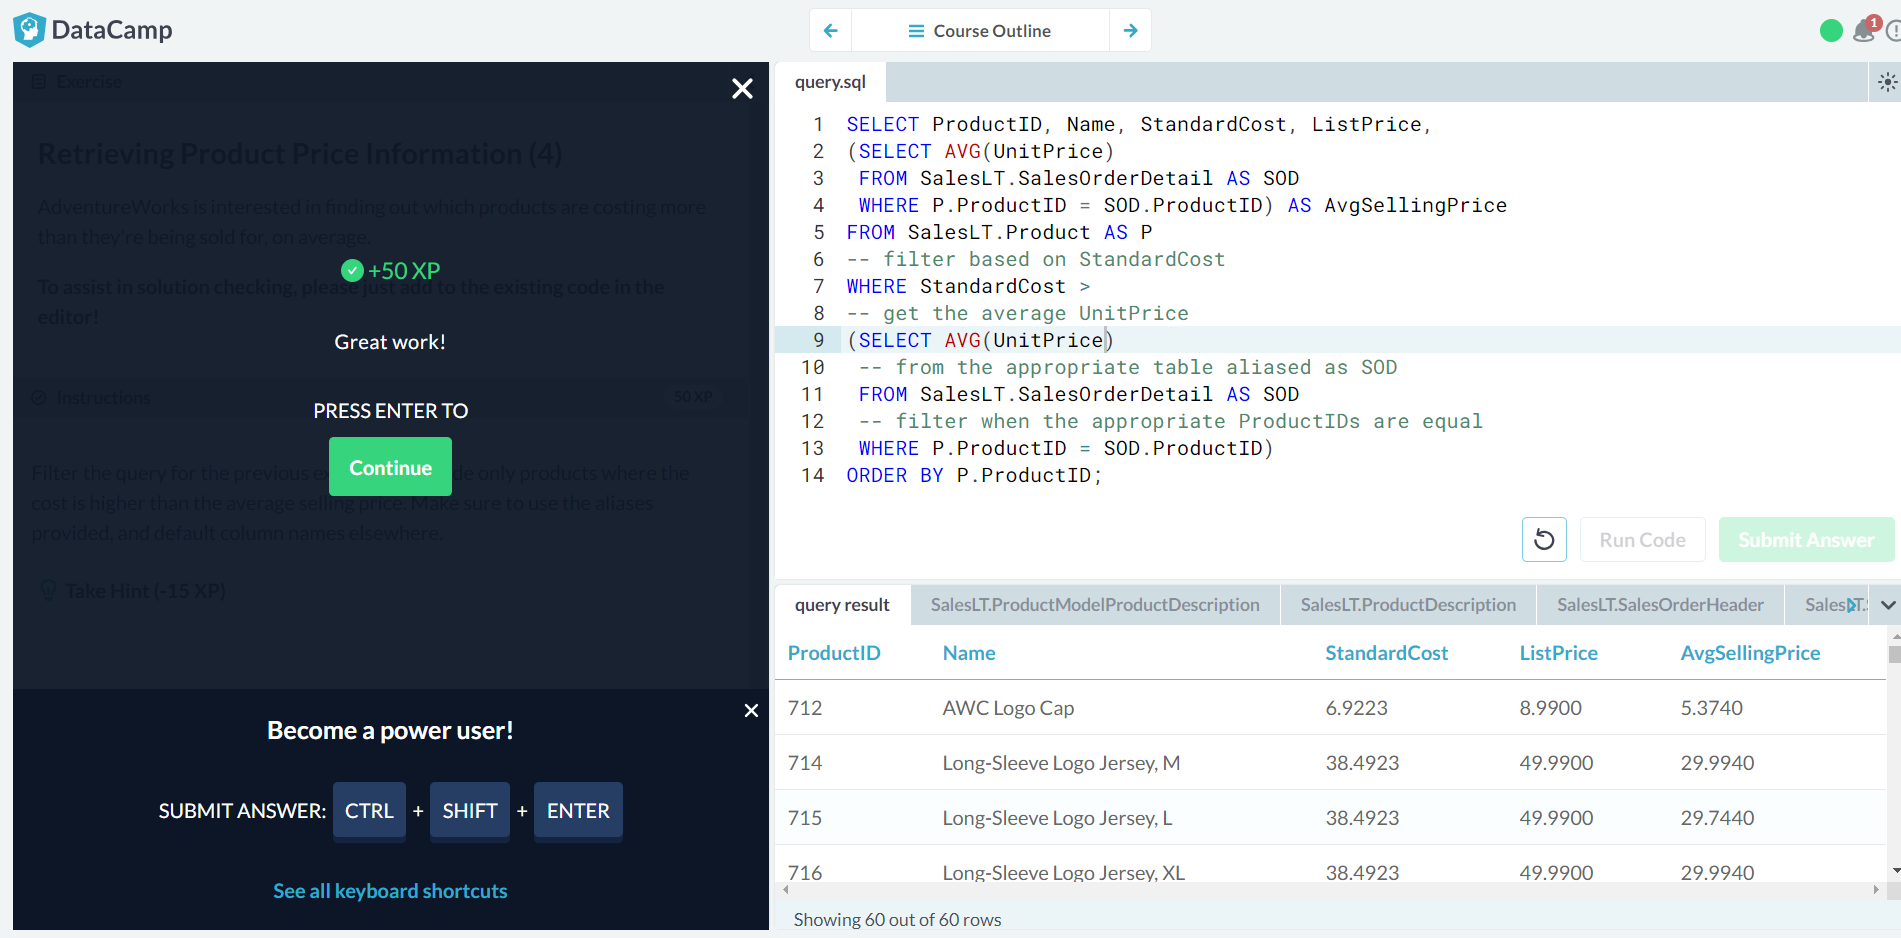 DataCamp
Course Outline
1
Exercise
Retrieving Product Price Information (4)
AdventureWorks is interested in finding out which products are costing more
than they're being sold for, on average.
+50 XP
To assist in solution checking, please just add to the existing code in the
editor!
Great work!
Instructions
50 XP
PRESS ENTER TO
Continue
Filter the query for the previous ex de only products where the
cost is higher than the average selling price. Make sure to use the aliases
provided, and default column names elsewhere.
Take Hint (-15 XP)
Become a power user!
SUBMIT ANSWER: CTRL + SHIFT + ENTER
See all keyboard shortcuts
query.sql
1 SELECT ProductID, Name, StandardCost, ListPrice,
2 (SELECT AVG(UnitPrice)
3 FROM SalesLT.SalesOrderDetail AS SOD
4 WHERE P.ProductID = SOD.ProductID) AS AvgSellingPrice
5 FROM SalesLT.Product AS P
6 -- filter based on StandardCost
7 WHERE StandardCost >
8 -- get the average UnitPrice
9 (SELECT AVG(UnitPrice)
10 -- from the appropriate table aliased as SOD
11 FROM SalesLT.SalesOrderDetail AS SOD
12 -- filter when the appropriate ProductIDs are equal
13 WHERE P.ProductID = SOD.ProductID)
14 ORDER BY P.ProductID;
Run Code
Submit Answer
query result SalesLT.ProductModelProductDescription SalesLT.ProductDescription SalesLT.SalesOrderHeader
ProductID Name StandardCost ListPrice AvgSellingPrice
712 AWC Logo Cap 6.9223 8.9900 5.3740
714 Long-Sleeve Logo Jersey, M 38.4923 49.9900 29.9940
715 Long-Sleeve Logo Jersey, L 38.4923 49.9900 29.7440
716 Long-Sleeve Logo Jersey, XL 38.4923 49.9900 29.9940
Showing 60 out of 60 rows